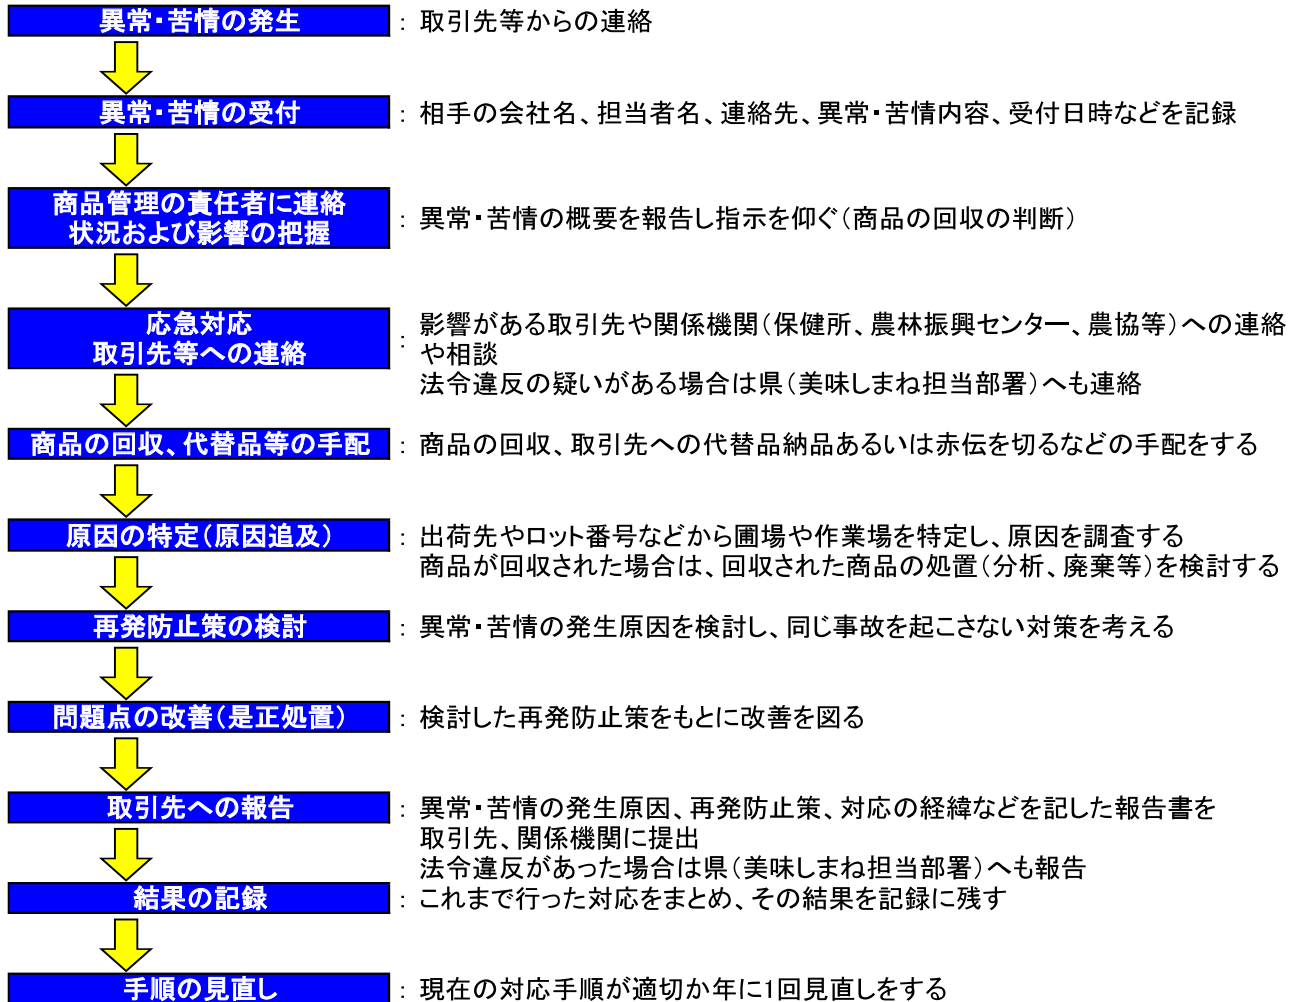 異常・苦情の発生 : 取引先等からの連絡
異常・苦情の受付 : 相手の会社名、担当者名、連絡先、異常・苦情内容、受付日時などを記録
商品管理の責任者に連絡
状況および影響の把握
: 異常・苦情の概要を報告し指示を仰ぐ(商品の回収の判断)
応急対応
取引先等への連絡
: 影響がある取引先や関係機関(保健所、農林振興センター、農協等)への連絡
や相談
法令違反の疑いがある場合は県(美味しまね担当部署)へも連絡
商品の回収、代替品等の手配 : 商品の回収、取引先への代替品納品あるいは赤伝を切るなどの手配をする
原因の特定(原因追及) : 出荷先やロット番号などから圃場や作業場を特定し、原因を調査する
商品が回収された場合は、回収された商品の処置(分析、廃棄等)を検討する
再発防止策の検討 : 異常・苦情の発生原因を検討し、同じ事故を起こさない対策を考える
問題点の改善(是正処置) : 検討した再発防止策をもとに改善を図る
取引先への報告 : 異常・苦情の発生原因、再発防止策、対応の経緯などを記した報告書を
取引先、関係機関に提出
法令違反があった場合は県(美味しまね担当部署)へも報告
結果の記録 : これまで行った対応をまとめ、その結果を記録に残す
手順の見直し : 現在の対応手順が適切か年に1回見直しをする